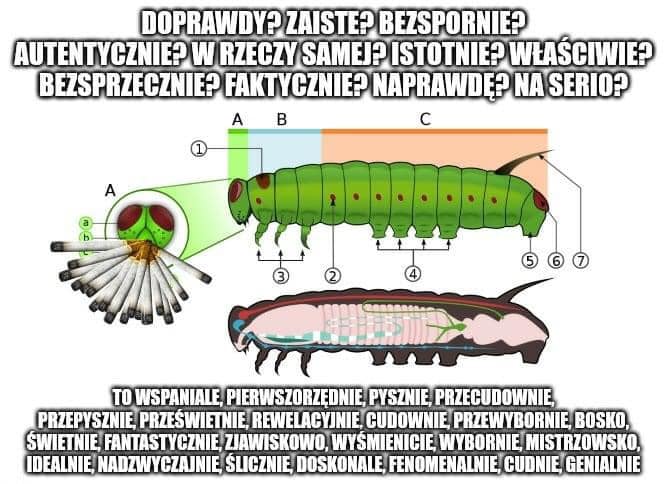 DOPRAWDY? ZAISTE? BEZSPORNIE?
AUTENTYCZNIE? W RZECZY SAMEJ? ISTOTNIE? WŁAŚCIWIE?
BEZSPRZECZNIE? FAKTYCZNIE? NAPRAWDĘ? NA SERIO?
A B C
1
A
a
b
3 2 4 5 6 7
TO WSPANIALE, PIERWSZORZĘDNIE, PYSZNIE, PRZECUDOWNIE,
PRZEPYSZNIE, PRZEŚWIETNIE, REWELACYJNIE, CUDOWNIE, PRZEWYBORNIE, BOSKO,
ŚWIETNIE, FANTASTYCZNIE, ZJAWISKOWO, WYŚMIENICIE, WYBORNIE, MISTRZOWSKO,
IDEALNIE, NADZWYCZAJNIE, ŚLICZNIE, DOSKONALE, FENOMENALNIE, CUDNIE, GENIALNIE